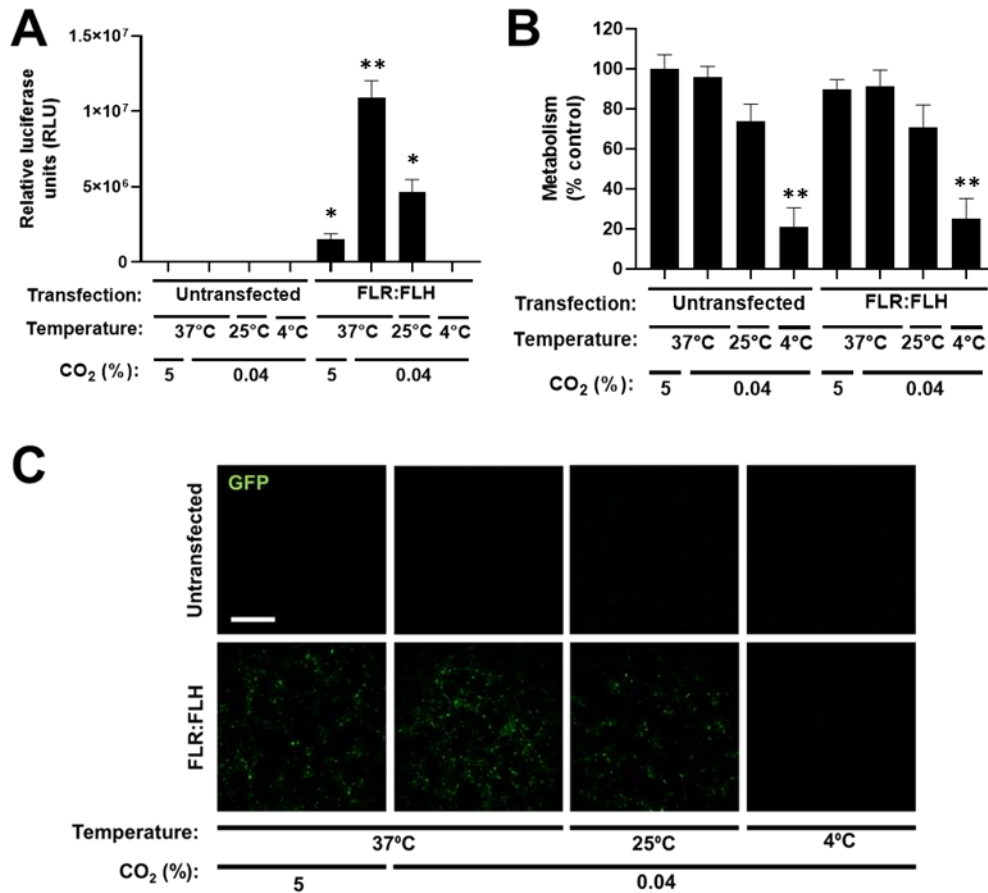 A
Relative luciferase
units (RLU)
1.5×10⁷
1×10⁷
5×10⁶
0
*
**
*
Transfection: Untransfected FLR:FLH
Temperature: 37°C 25°C 4°C 37°C 25°C 4°C
CO₂ (%): 5 0.04 5 0.04
B
Metabolism
(% control)
120
100
80
60
40
20
0
**
**
Transfection: Untransfected FLR:FLH
Temperature: 37°C 25°C 4°C 37°C 25°C 4°C
CO₂ (%): 5 0.04 5 0.04
C
Untransfected
GFP
FLR:FLH
Temperature: 37°C 25°C 4°C
CO₂ (%): 5 0.04